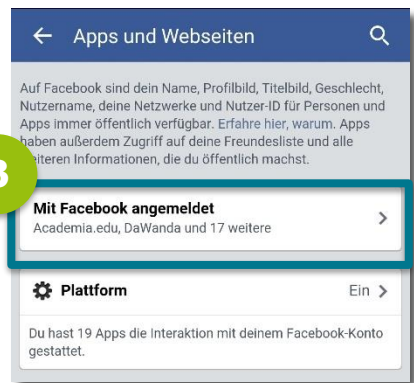 Apps und Webseiten
Auf Facebook sind dein Name, Profilbild, Titelbild, Geschlecht,
Nutzername, deine Netzwerke und Nutzer-ID für Personen und
Apps immer öffentlich verfügbar. Erfahre hier, warum. Apps
haben außerdem Zugriff auf deine Freundesliste und alle
Informationen, die du öffentlich machst.
Mit Facebook angemeldet
Academia.edu, DaWanda und 17 weitere
Plattform Ein
Du hast 19 Apps die Interaktion mit deinem Facebook-Konto
gestattet.